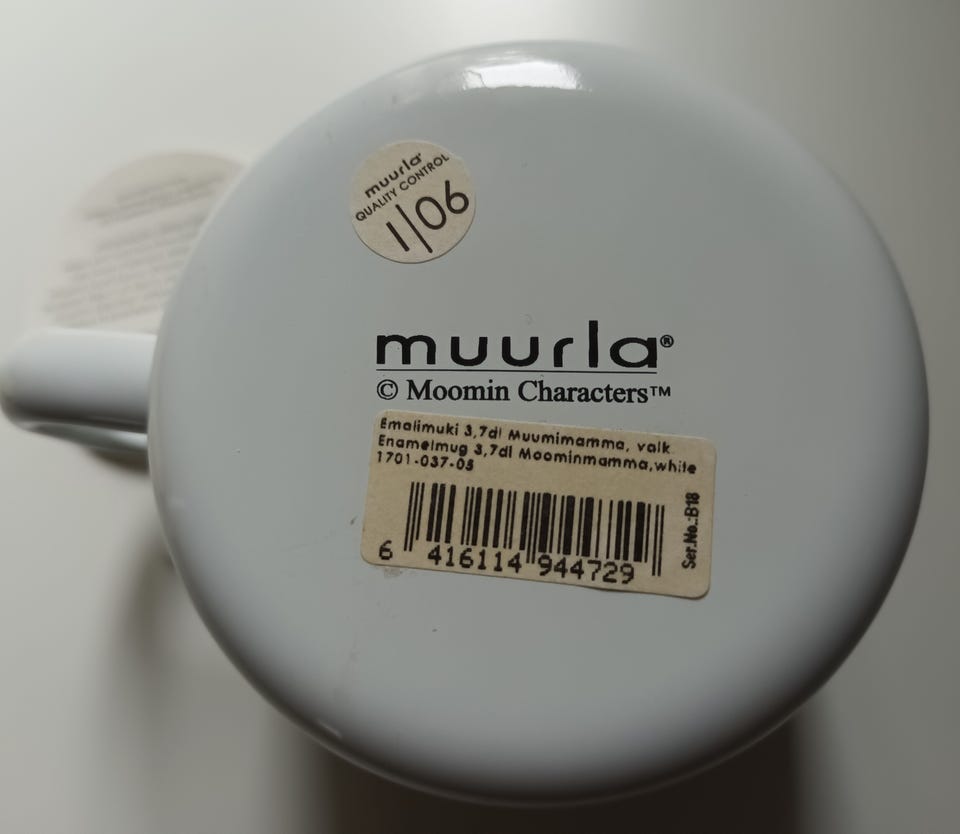 muurla®
QUALITY CONTROL
1/06
muurla®
© Moomin Characters™
Emalimuki 3,7dl Muumimamma, valk.
Enamelmug 3,7dl Moominmamma,white
1701-037-05
Ser.No.:B18
6 416114 944729